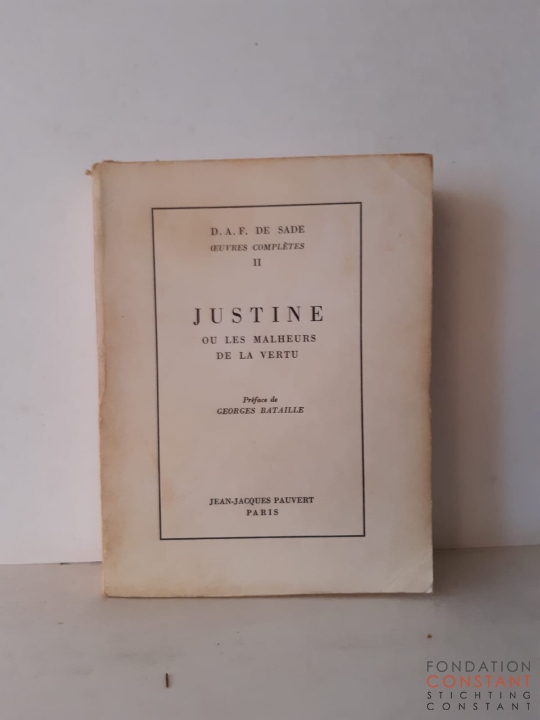 D. A. F. DE SADE
ŒUVRES COMPLÈTES
II
JUSTINE
OU LES MALHEURS
DE LA VERTU
Préface de
GEORGES BATAILLE
JEAN-JACQUES PAUVERT
PARIS
FONDATION
CONSTANT
STICHTING
CONSTANT